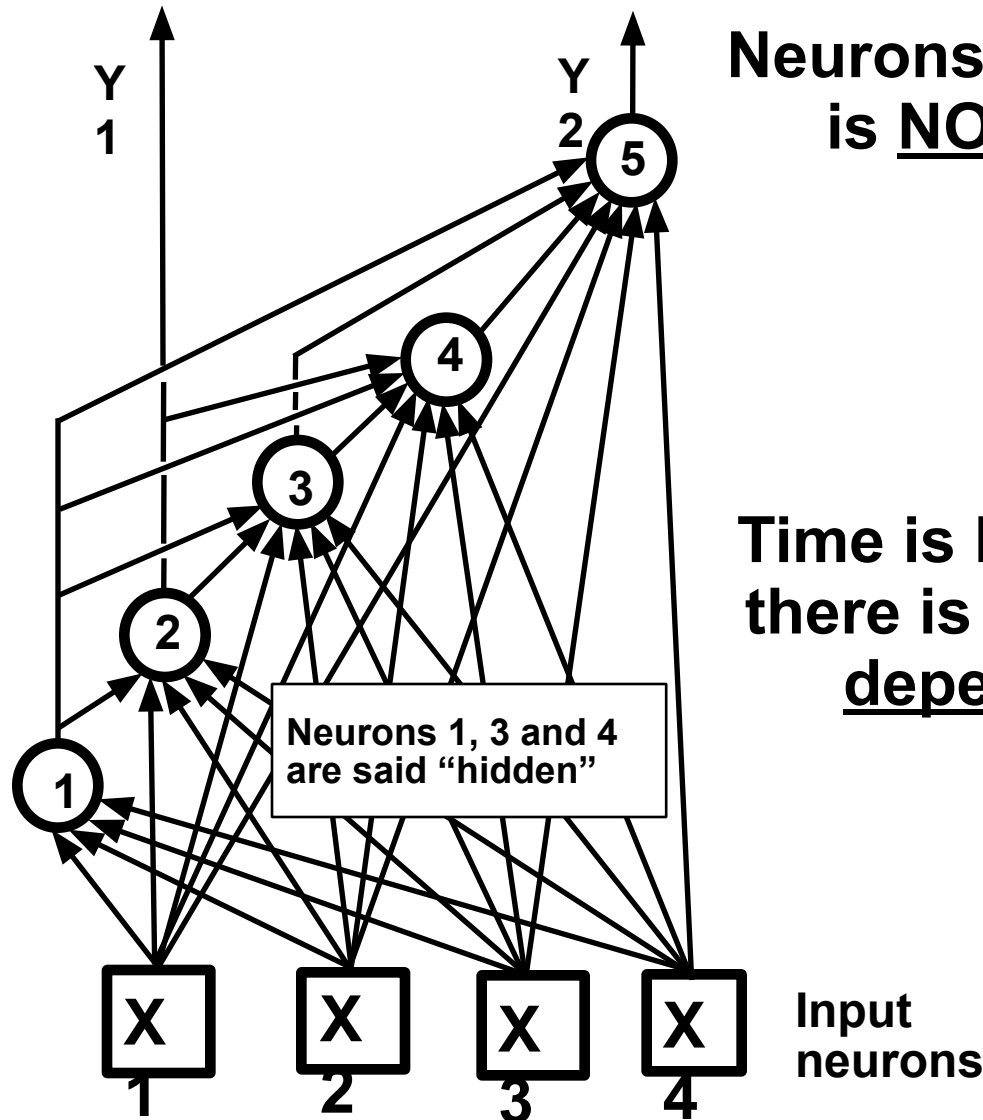 Y
1
Y
2
Neurons
is NO
5
4
3
Time is
there is
depe
2
Neurons 1, 3 and 4
are said “hidden”
1
X
1
X
2
X
3
X
4
Input
neurons